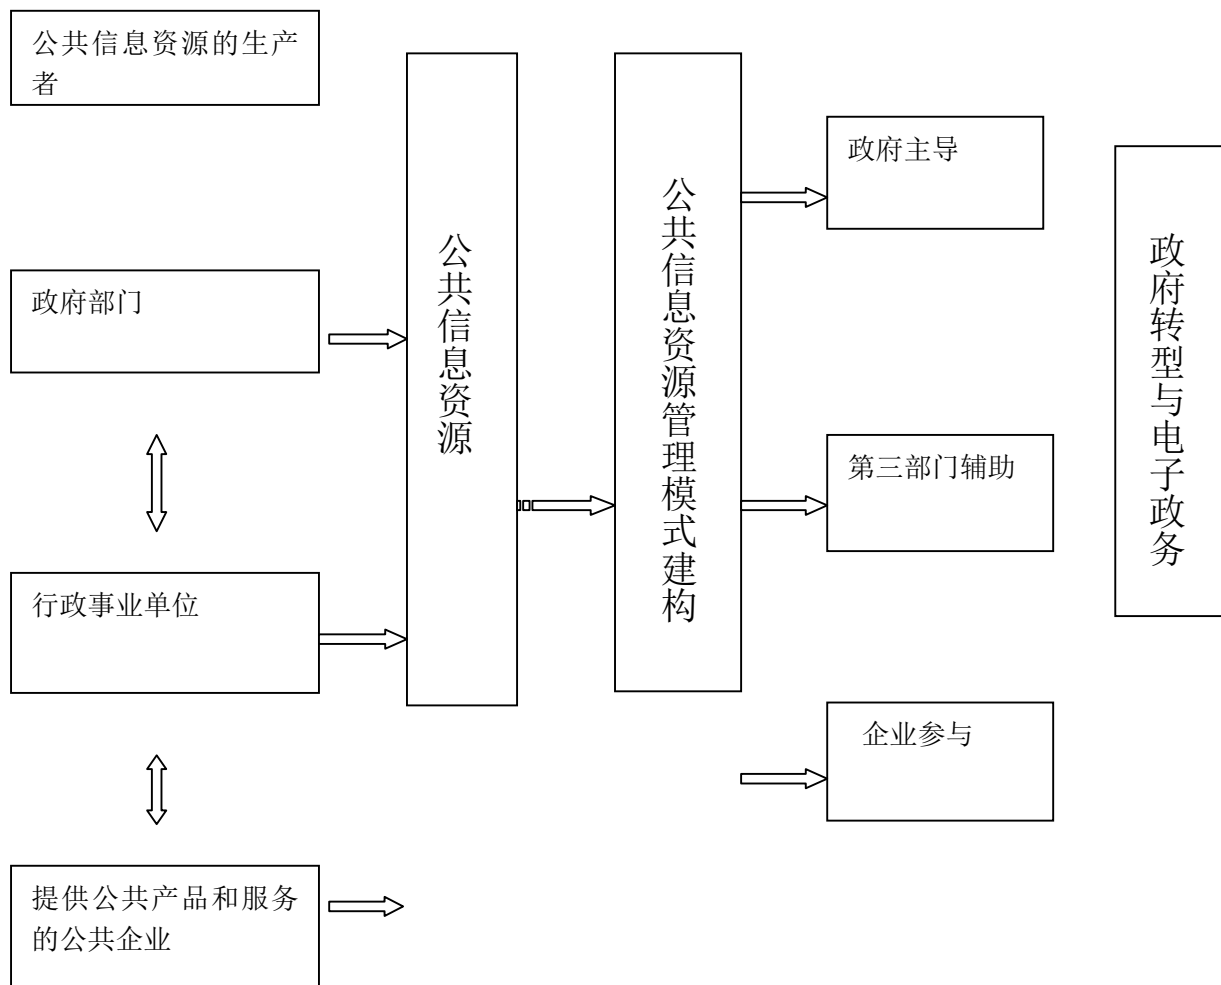 公共信息资源的生产
者
政府部门
行政事业单位
提供公共产品和服务
的公共企业
公共信息资源
公共信息资源管理模式建构
政府主导
第三部门辅助
企业参与
政府转型与电子政务